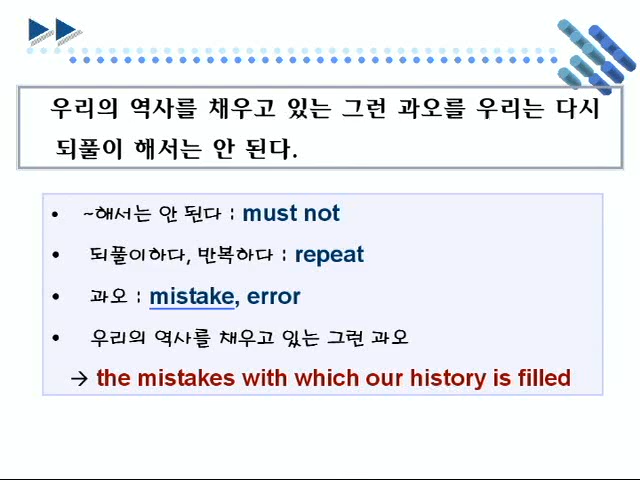 우리의 역사를 채우고 있는 그런 과오를 우리는 다시
되풀이 해서는 안 된다.
• ~해서는 안 된다 : must not
• 되풀이하다, 반복하다 : repeat
• 과오 : mistake, error
• 우리의 역사를 채우고 있는 그런 과오
→ the mistakes with which our history is filled